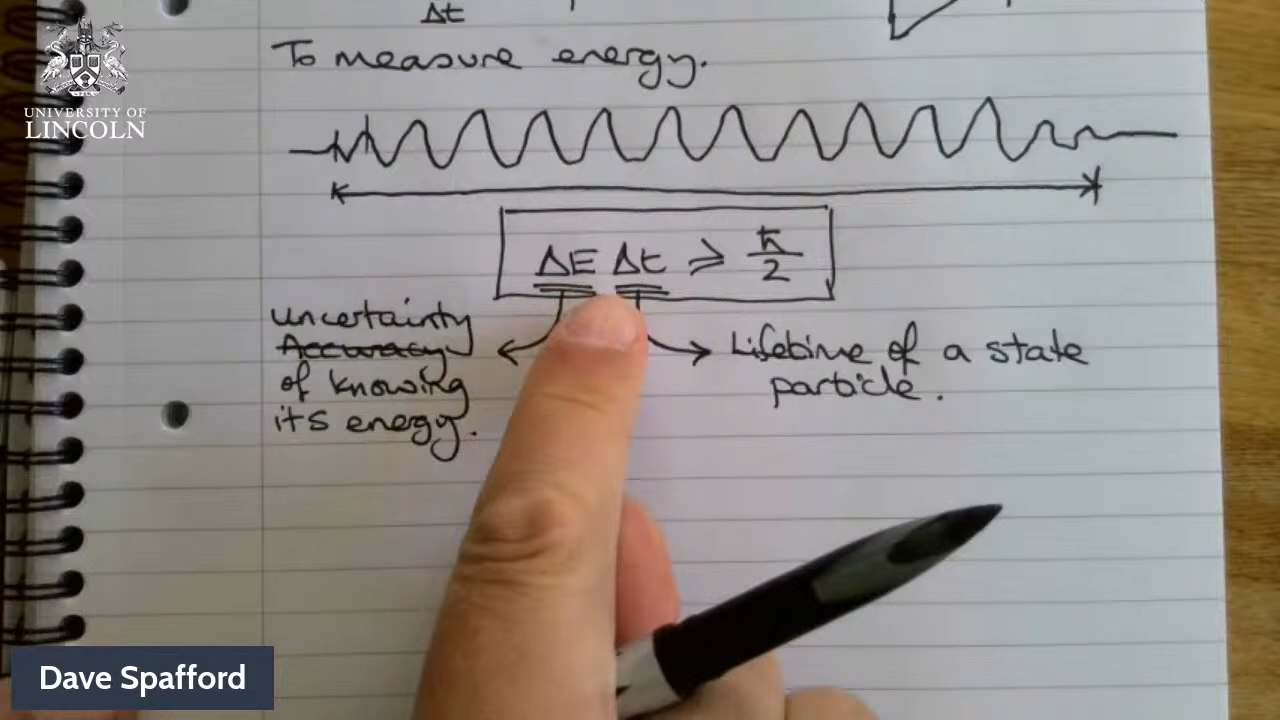 Δt
To measure energy.
UNIVERSITY OF
LINCOLN
ΔE Δt ⩾ ħ/2
uncertainty
Accuracy
of knowing
its energy.
Lifetime of a state
particle.
Dave Spafford